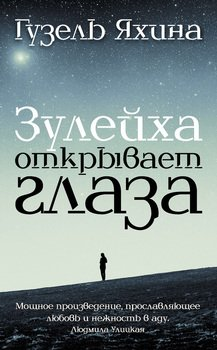 Гузель Яхина
Зулейха
открывает
глаза
Мощное произведение, прославляющее
любовь и нежность в аду.
Людмила Улицкая